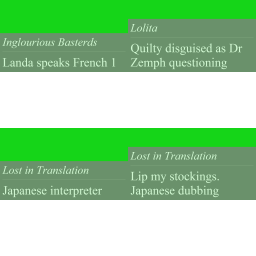 Inglourious Basterds
Landa speaks French 1
Lolita
Quilty disguised as Dr
Zemph questioning
Lost in Translation
Japanese interpreter
Lost in Translation
Lip my stockings.
Japanese dubbing